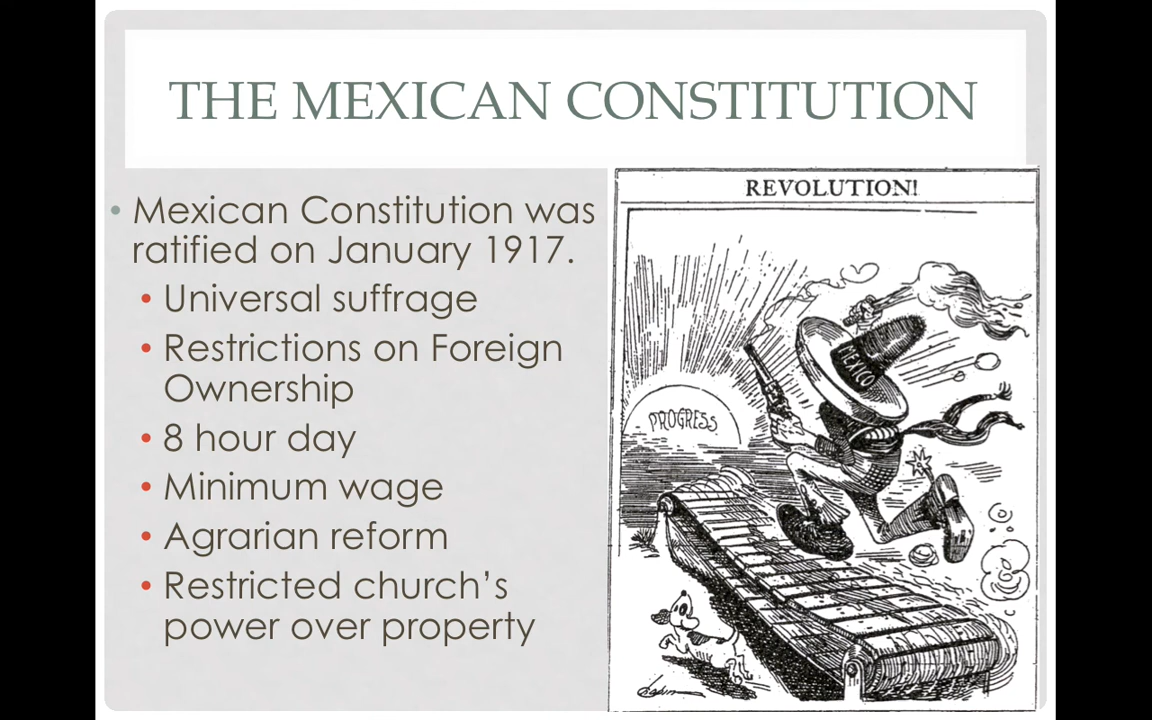 THE MEXICAN CONSTITUTION
• Mexican Constitution was
ratified on January 1917.
• Universal suffrage
• Restrictions on Foreign
Ownership
• 8 hour day
• Minimum wage
• Agrarian reform
• Restricted church’s
power over property
REVOLUTION!
MEXICO
PROGRESS